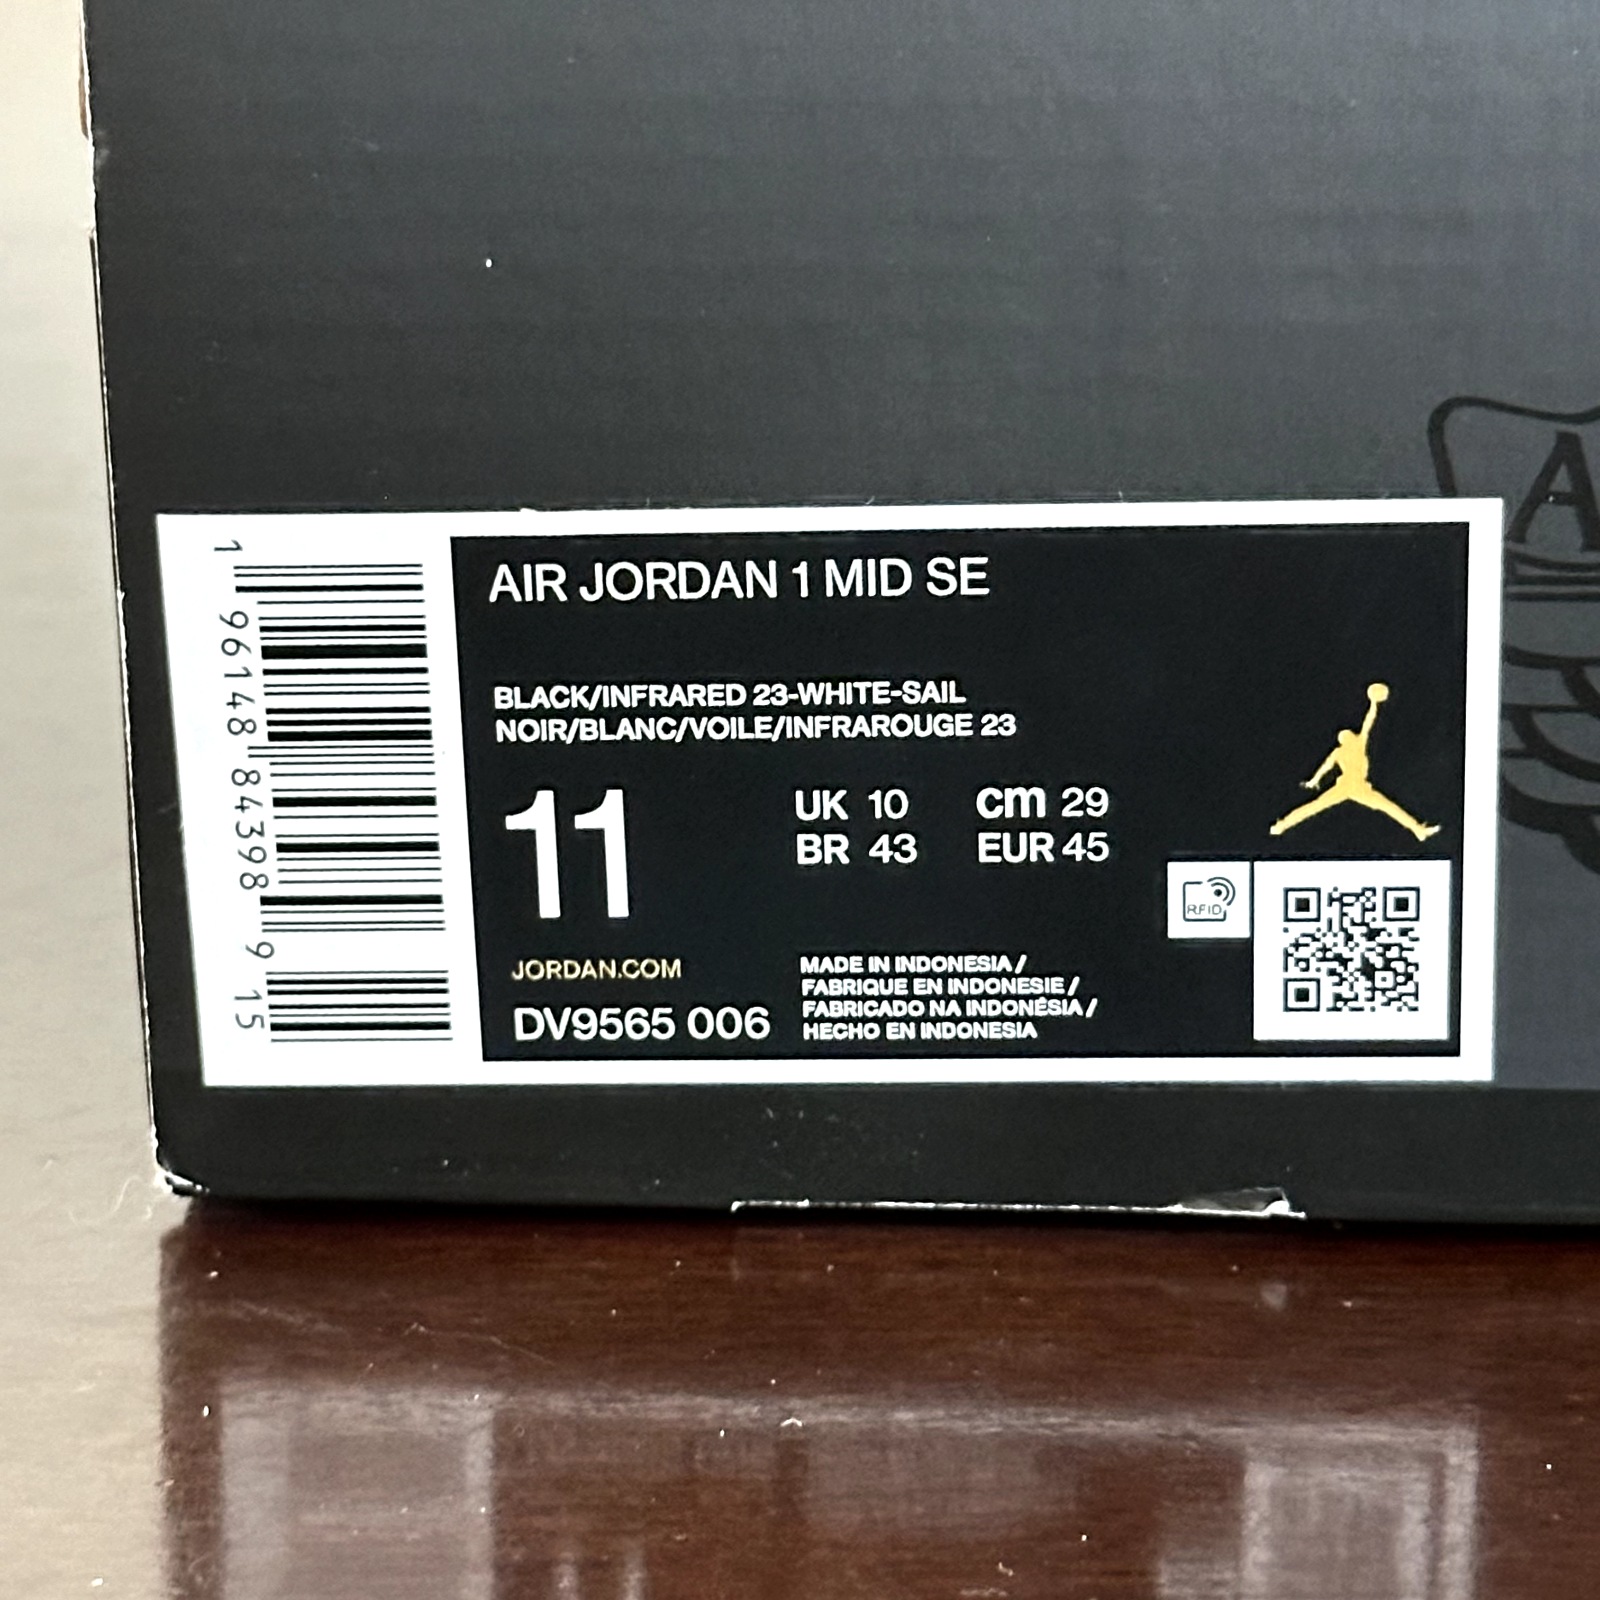 1 96148 84398 9 15
AIR JORDAN 1 MID SE
BLACK/INFRARED 23-WHITE-SAIL
NOIR/BLANC/VOILE/INFRAROUGE 23
11
UK 10 cm 29
BR 43 EUR 45
RFID
JORDAN.COM
DV9565 006
MADE IN INDONESIA /
FABRIQUE EN INDONESIE /
FABRICADO NA INDONÉSIA /
HECHO EN INDONESIA
A